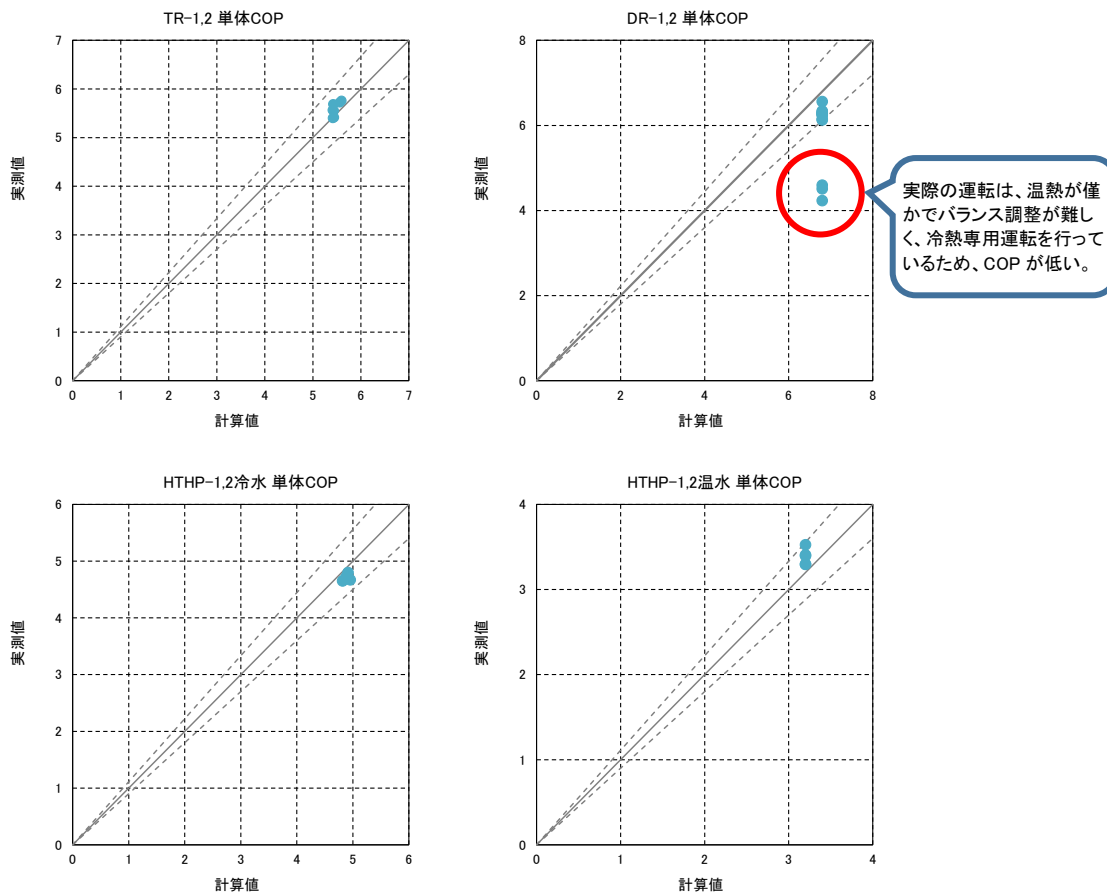 TR-1,2 単体COP
7
6
5
4
3
2
1
0
0 1 2 3 4 5 6 7
実測値
計算値
DR-1,2 単体COP
8
6
4
2
0
0 2 4 6 8
実測値
計算値
実際の運転は、温熱が僅
かでバランス調整が難し
く、冷熱専用運転を行って
いるため、COP が低い。
HTHP-1,2冷水 単体COP
6
5
4
3
2
1
0
0 1 2 3 4 5 6
実測値
計算値
HTHP-1,2温水 単体COP
4
3
2
1
0
0 1 2 3 4
実測値
計算値